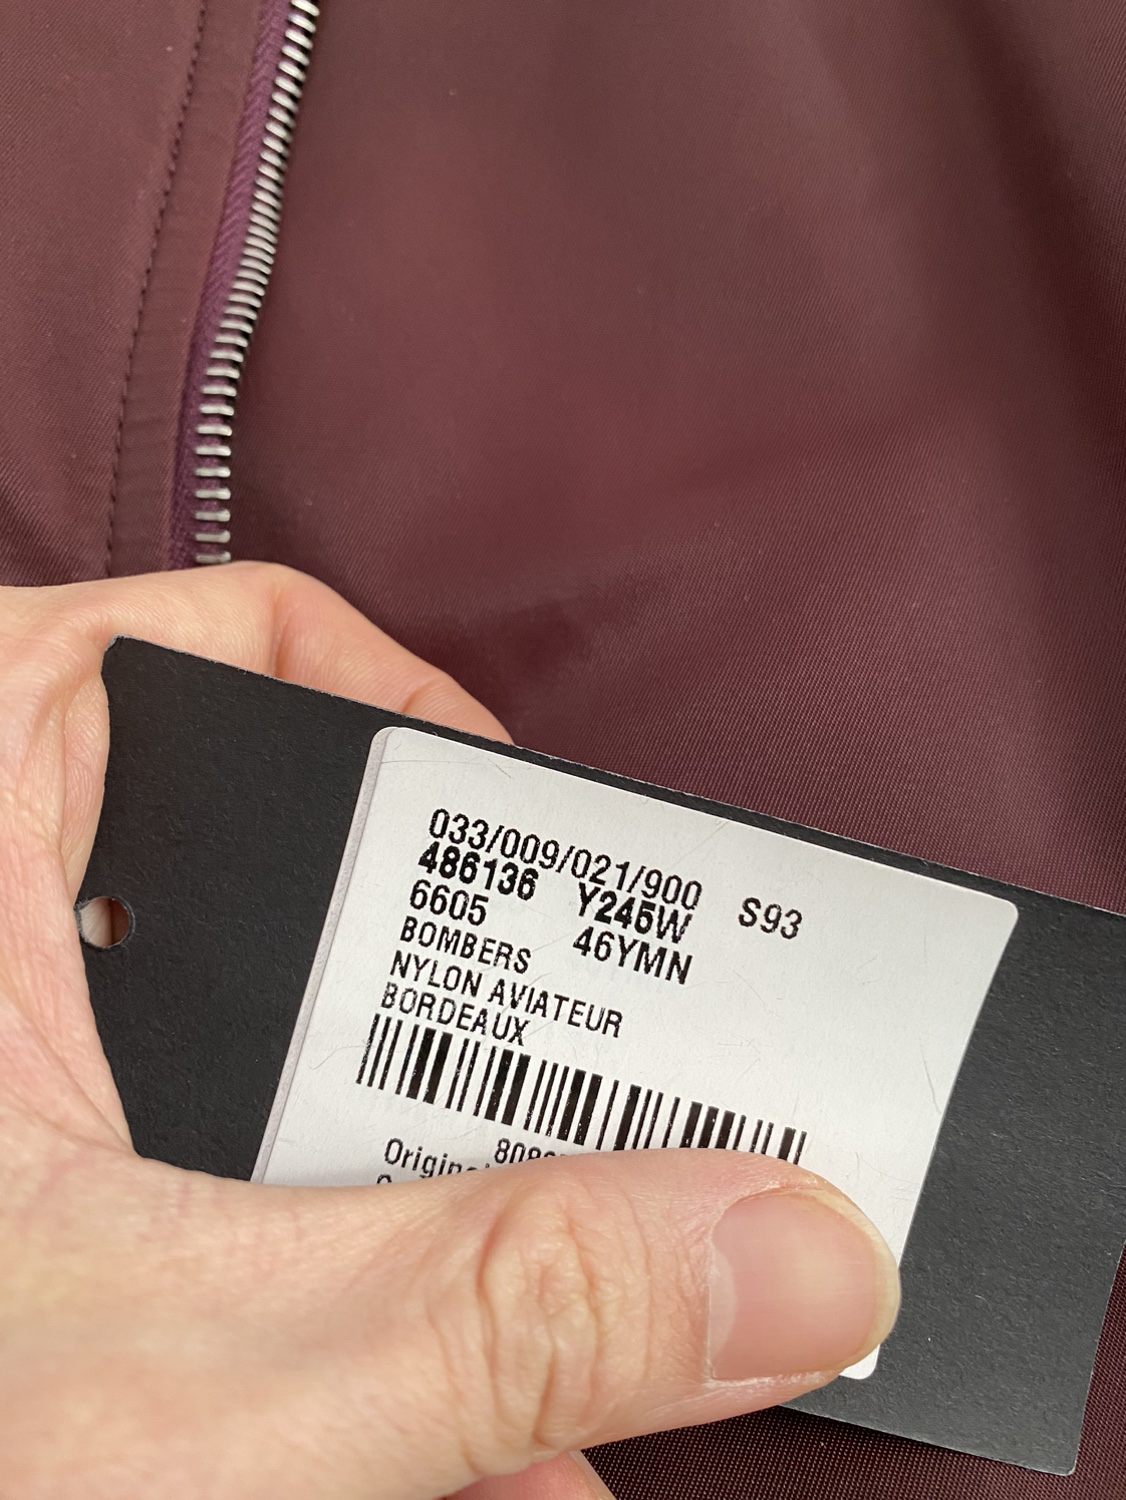 033/009/021/900 S93
486136 Y245W
6605 46YMN
BOMBERS
NYLON AVIATEUR
BORDEAUX